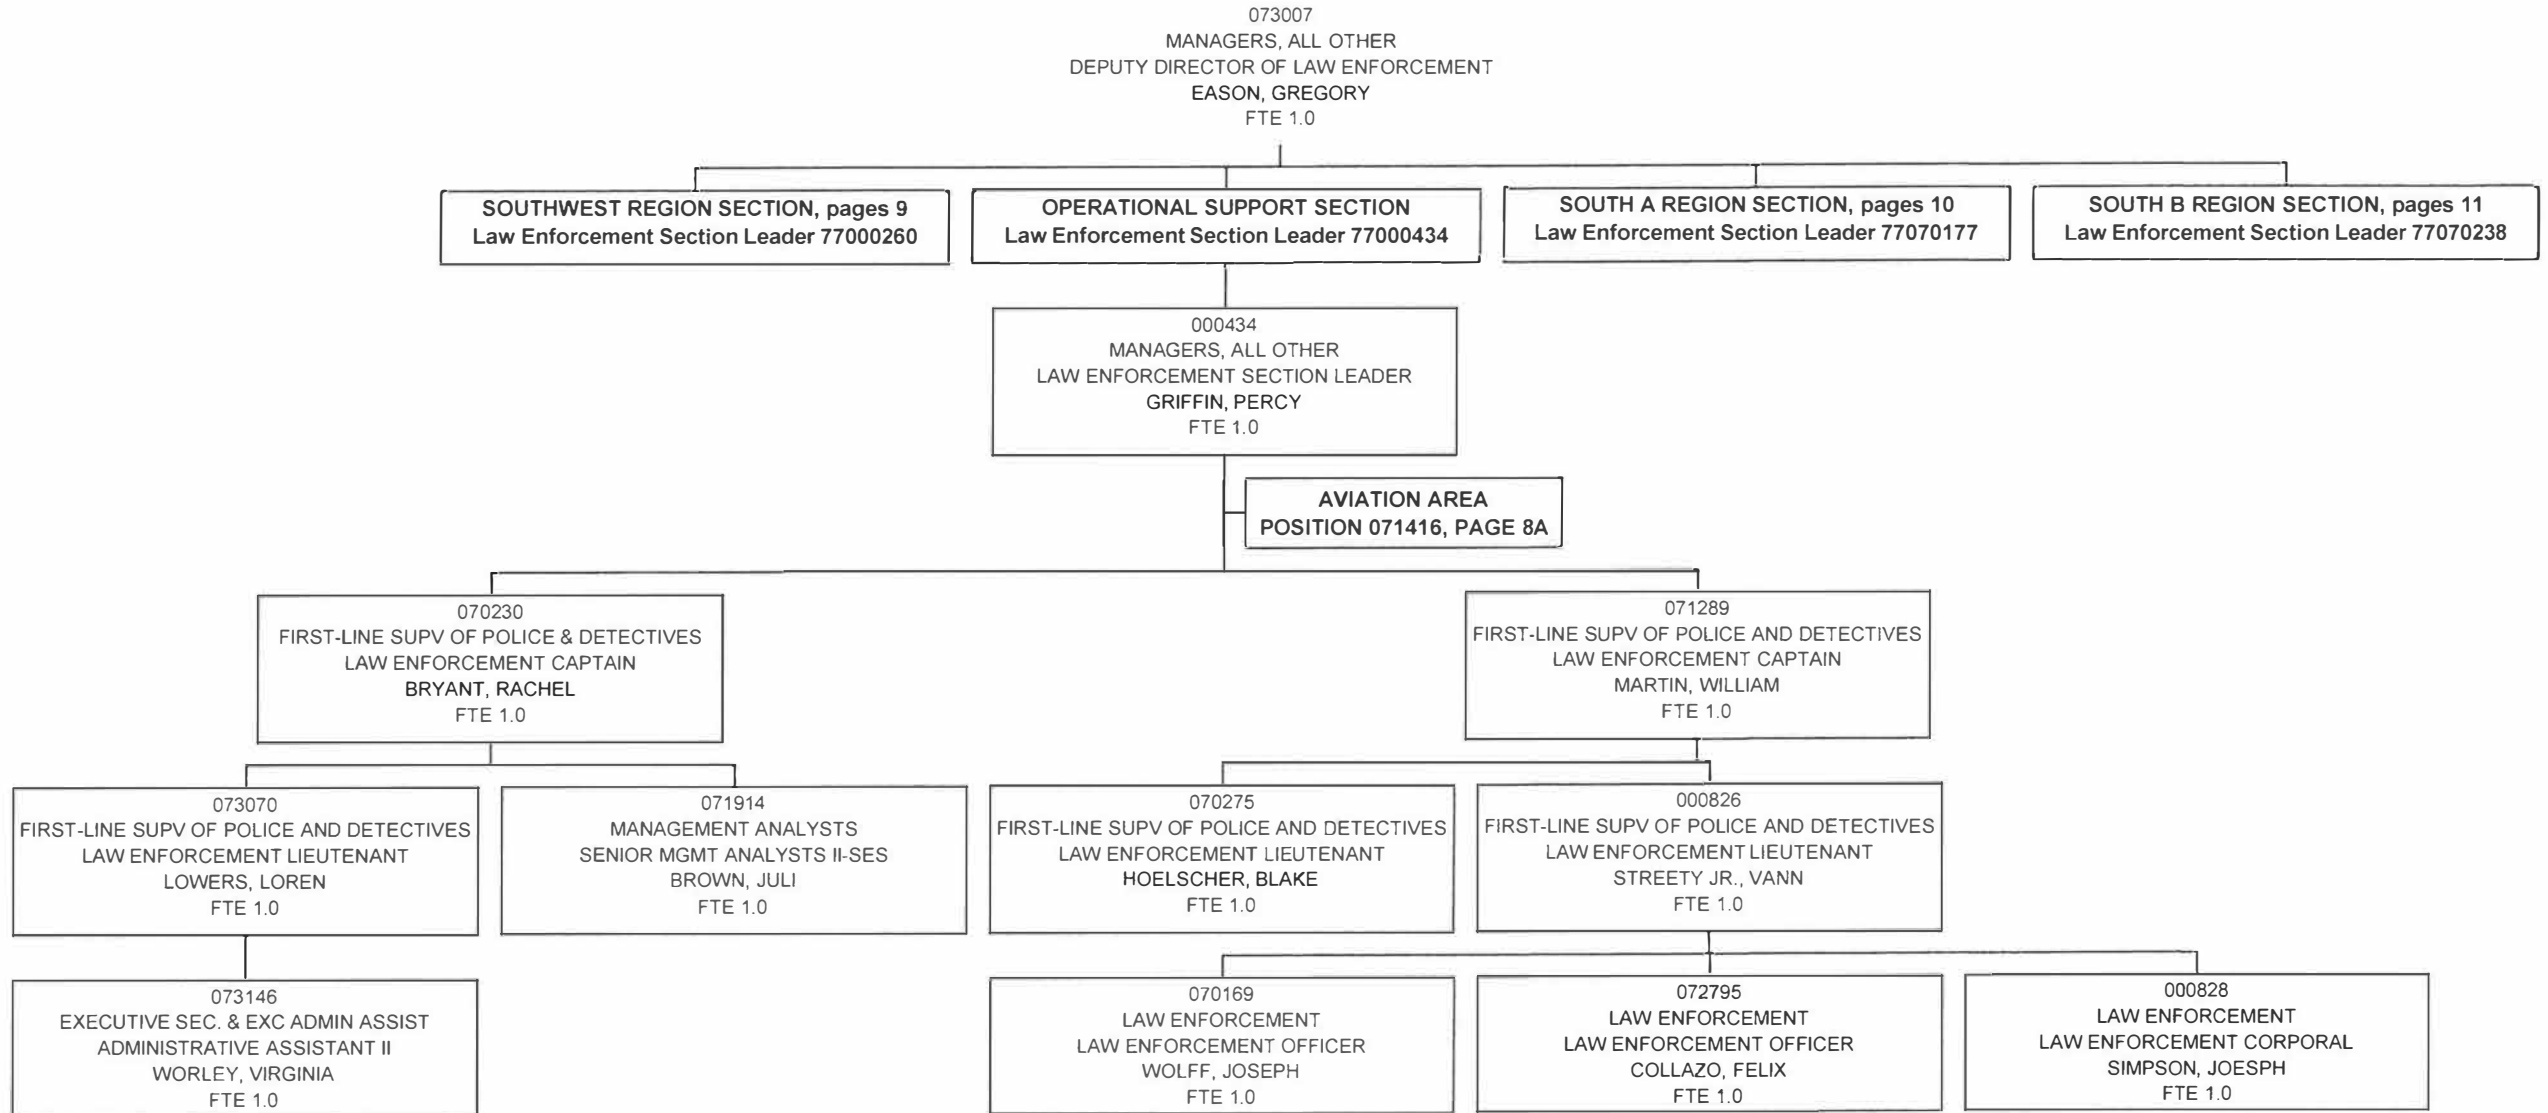 073007
MANAGERS, ALL OTHER
DEPUTY DIRECTOR OF LAW ENFORCEMENT
EASON, GREGORY
FTE 1.0
SOUTHWEST REGION SECTION, pages 9
Law Enforcement Section Leader 77000260
OPERATIONAL SUPPORT SECTION
Law Enforcement Section Leader 77000434
SOUTH A REGION SECTION, pages 10
Law Enforcement Section Leader 77070177
SOUTH B REGION SECTION, pages 11
Law Enforcement Section Leader 77070238
000434
MANAGERS, ALL OTHER
LAW ENFORCEMENT SECTION LEADER
GRIFFIN, PERCY
FTE 1.0
AVIATION AREA
POSITION 071416, PAGE 8A
070230
FIRST-LINE SUPV OF POLICE & DETECTIVES
LAW ENFORCEMENT CAPTAIN
BRYANT, RACHEL
FTE 1.0
071289
FIRST-LINE SUPV OF POLICE AND DETECTIVES
LAW ENFORCEMENT CAPTAIN
MARTIN, WILLIAM
FTE 1.0
073070
FIRST-LINE SUPV OF POLICE AND DETECTIVES
LAW ENFORCEMENT LIEUTENANT
LOWERS, LOREN
FTE 1.0
071914
MANAGEMENT ANALYSTS
SENIOR MGMT ANALYSTS II-SES
BROWN, JULI
FTE 1.0
070275
FIRST-LINE SUPV OF POLICE AND DETECTIVES
LAW ENFORCEMENT LIEUTENANT
HOELSCHER, BLAKE
FTE 1.0
000826
FIRST-LINE SUPV OF POLICE AND DETECTIVES
LAW ENFORCEMENT LIEUTENANT
STREETY JR., VANN
FTE 1.0
073146
EXECUTIVE SEC. & EXC ADMIN ASSIST
ADMINISTRATIVE ASSISTANT II
WORLEY, VIRGINIA
FTE 1.0
070169
LAW ENFORCEMENT
LAW ENFORCEMENT OFFICER
WOLFF, JOSEPH
FTE 1.0
072795
LAW ENFORCEMENT
LAW ENFORCEMENT OFFICER
COLLAZO, FELIX
FTE 1.0
000828
LAW ENFORCEMENT
LAW ENFORCEMENT CORPORAL
SIMPSON, JOESPH
FTE 1.0